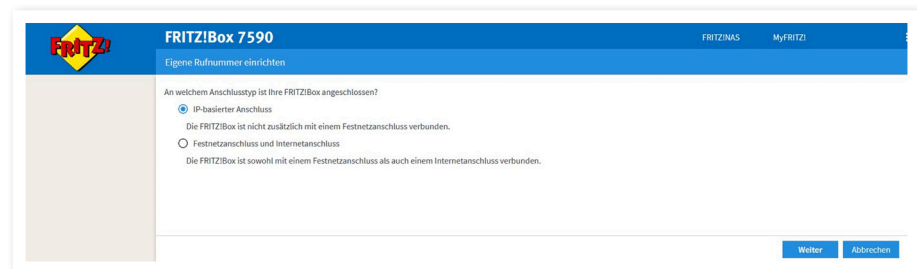 FRITZ!
FRITZ!Box 7590
FRITZ!NAS MyFRITZ!
Eigene Rufnummer einrichten
An welchem Anschlusstyp ist Ihre FRITZ!Box angeschlossen?
IP-basierter Anschluss
Die FRITZ!Box ist nicht zusätzlich mit einem Festnetzanschluss verbunden.
Festnetzanschluss und Internetanschluss
Die FRITZ!Box ist sowohl mit einem Festnetzanschluss als auch einem Internetanschluss verbunden.
Weiter Abbrechen